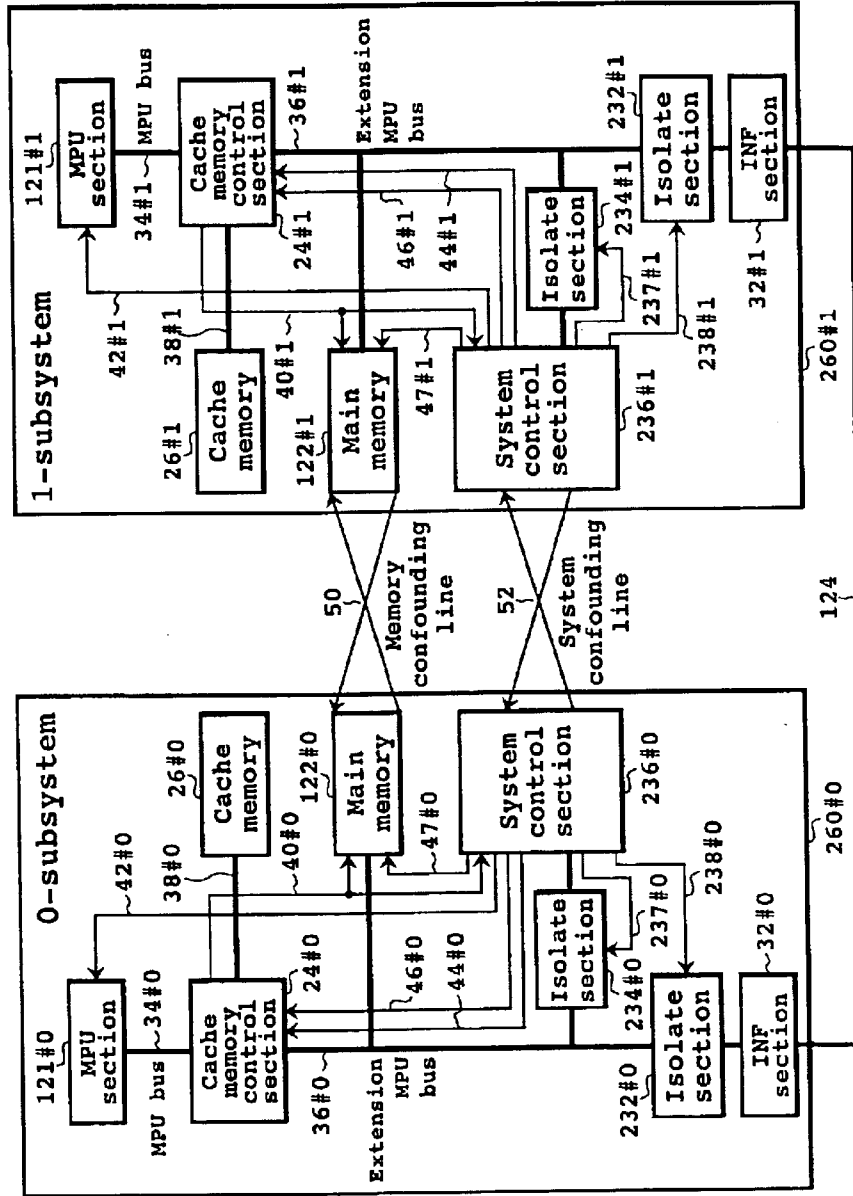 0-subsystem
121#0
MPU
section
MPU bus
34#0
42#0
Cache
memory
control
section
24#0
38#0
26#0
Cache
memory
40#0
36#0
Extension
MPU
bus
46#0
44#0
122#0
Main
memory
47#0
System
control
section
236#0
Isolate
section
234#0
237#0
238#0
232#0
Isolate
section
INF
section
32#0
260#0
50
Memory
confounding
line
52
System
confounding
line
124
1-subsystem
121#1
MPU
section
34#1
MPU bus
42#1
Cache
memory
control
section
24#1
38#1
26#1
Cache
memory
40#1
36#1
Extension
MPU
bus
46#1
44#1
122#1
Main
memory
47#1
System
control
section
236#1
Isolate
section
234#1
237#1
238#1
232#1
Isolate
section
INF
section
32#1
260#1